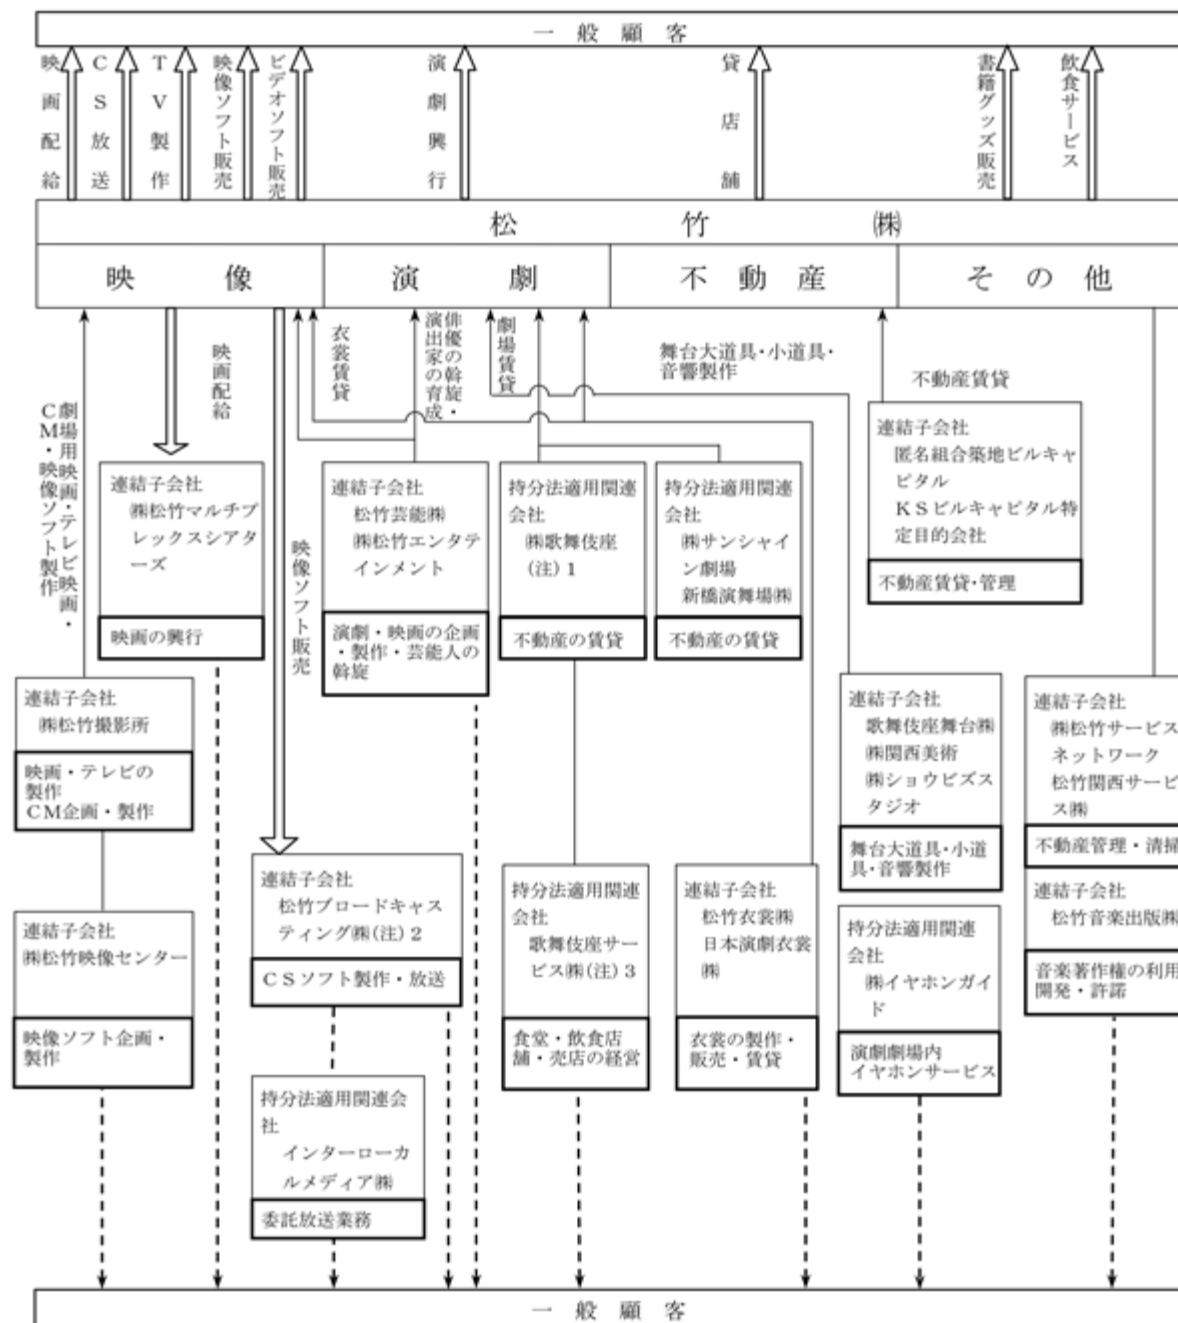 一般顧客
映画配給
CS放送
TV製作
映像ソフト販売
ビデオソフト販売
演劇興行
貸店舗
書籍グッズ販売
飲食サービス
松竹㈱
映像
演劇
不動産
その他
劇場用映画・テレビ映画・
CM・映像ソフト製作
映画配給
映像ソフト販売
衣裳賃貸
俳優の斡旋・
演出家の育成
劇場賃貸
舞台大道具・小道具・
音響製作
不動産賃貸
連結子会社
㈱松竹マルチプ
レックスシアタ
ーズ
映画の興行
連結子会社
松竹芸能㈱
㈱松竹エンタテ
インメント
演劇・映画の企画
・製作・芸能人の
斡旋
持分法適用関連
会社
㈱歌舞伎座
(注)1
不動産の賃貸
持分法適用関連
会社
㈱サンシャイ
ン劇場
新橋演舞場㈱
不動産の賃貸
連結子会社
匿名組合築地ビルキャ
ピタル
KSビルキャピタル特
定目的会社
不動産賃貸・管理
連結子会社
㈱松竹撮影所
映画・テレビの
製作
CM企画・製作
連結子会社
㈱松竹映像センター
映像ソフト企画・
製作
連結子会社
松竹ブロードキャス
ティング㈱(注)2
CSソフト製作・放送
持分法適用関連会
社
インターローカ
ルメディア㈱
委託放送業務
持分法適用関連
会社
歌舞伎座サー
ビス㈱(注)3
食堂・飲食店
舗・売店の経営
連結子会社
松竹衣裳㈱
日本演劇衣裳
㈱
衣裳の製作・
販売・賃貸
連結子会社
歌舞伎座舞台㈱
㈱関西美術
㈱ショウビズス
タジオ
舞台大道具・小道
具・音響製作
持分法適用関連
会社
㈱イヤホンガイ
ド
演劇劇場内
イヤホンサービス
連結子会社
㈱松竹サービス
ネットワーク
松竹関西サービ
ス㈱
不動産管理・清掃
連結子会社
松竹音楽出版㈱
音楽著作権の利用
開発・許諾
一般顧客